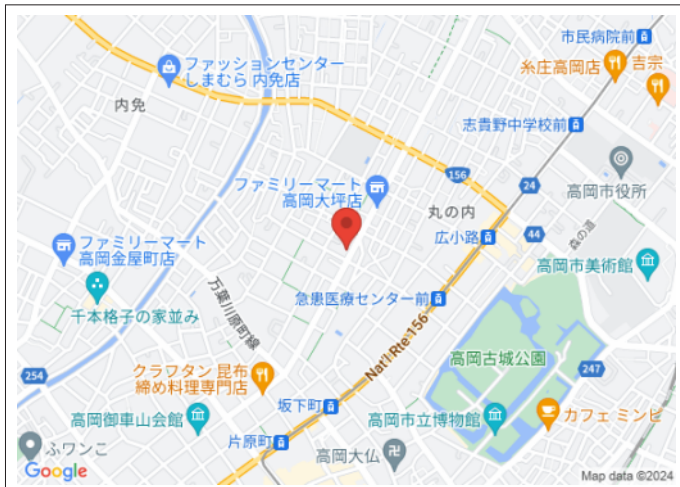 市民病院前
ファッションセンター
しまむら 内免店
糸庄高岡店
吉宗
内免
志貴野中学校前
156
ファミリーマート
高岡大坪店
24
高岡市役所
丸の内
広小路
44
森の道
ファミリーマート
高岡金屋町店
高岡市美術館
千本格子の家並み
万葉川原町線
急患医療センター前
Nat'l Rte 156
高岡古城公園
254
クラフタン 昆布
締め料理専門店
247
坂下町
高岡御車山会館
高岡市立博物館
カフェ ミンピ
片原町
ふワンこ
高岡大仏
Google
Map data ©2024